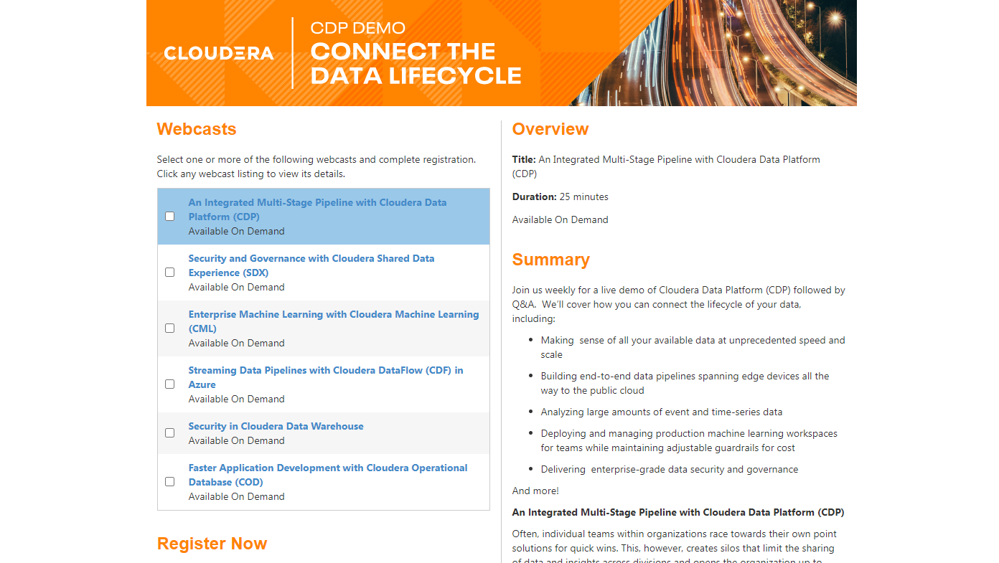 CLOUDERA
CDP DEMO
CONNECT THE
DATA LIFECYCLE
Webcasts
Select one or more of the following webcasts and complete registration.
Click any webcast listing to view its details.
An Integrated Multi-Stage Pipeline with Cloudera Data
Platform (CDP)
Available On Demand
Security and Governance with Cloudera Shared Data
Experience (SDX)
Available On Demand
Enterprise Machine Learning with Cloudera Machine Learning
(CML)
Available On Demand
Streaming Data Pipelines with Cloudera DataFlow (CDF) in
Azure
Available On Demand
Security in Cloudera Data Warehouse
Available On Demand
Faster Application Development with Cloudera Operational
Database (COD)
Available On Demand
Register Now
Overview
Title: An Integrated Multi-Stage Pipeline with Cloudera Data Platform
(CDP)
Duration: 25 minutes
Available On Demand
Summary
Join us weekly for a live demo of Cloudera Data Platform (CDP) followed by
Q&A.  We’ll cover how you can connect the lifecycle of your data,
including:
• Making  sense of all your available data at unprecedented speed and
scale
• Building end-to-end data pipelines spanning edge devices all the
way to the public cloud
• Analyzing large amounts of event and time-series data
• Deploying and managing production machine learning workspaces
for teams while maintaining adjustable guardrails for cost
• Delivering  enterprise-grade data security and governance
And more!
An Integrated Multi-Stage Pipeline with Cloudera Data Platform (CDP)
Often, individual teams within organizations race towards their own point
solutions for quick wins. This, however, creates silos that limit the sharing
of data and insights across divisions and opens the organization up to